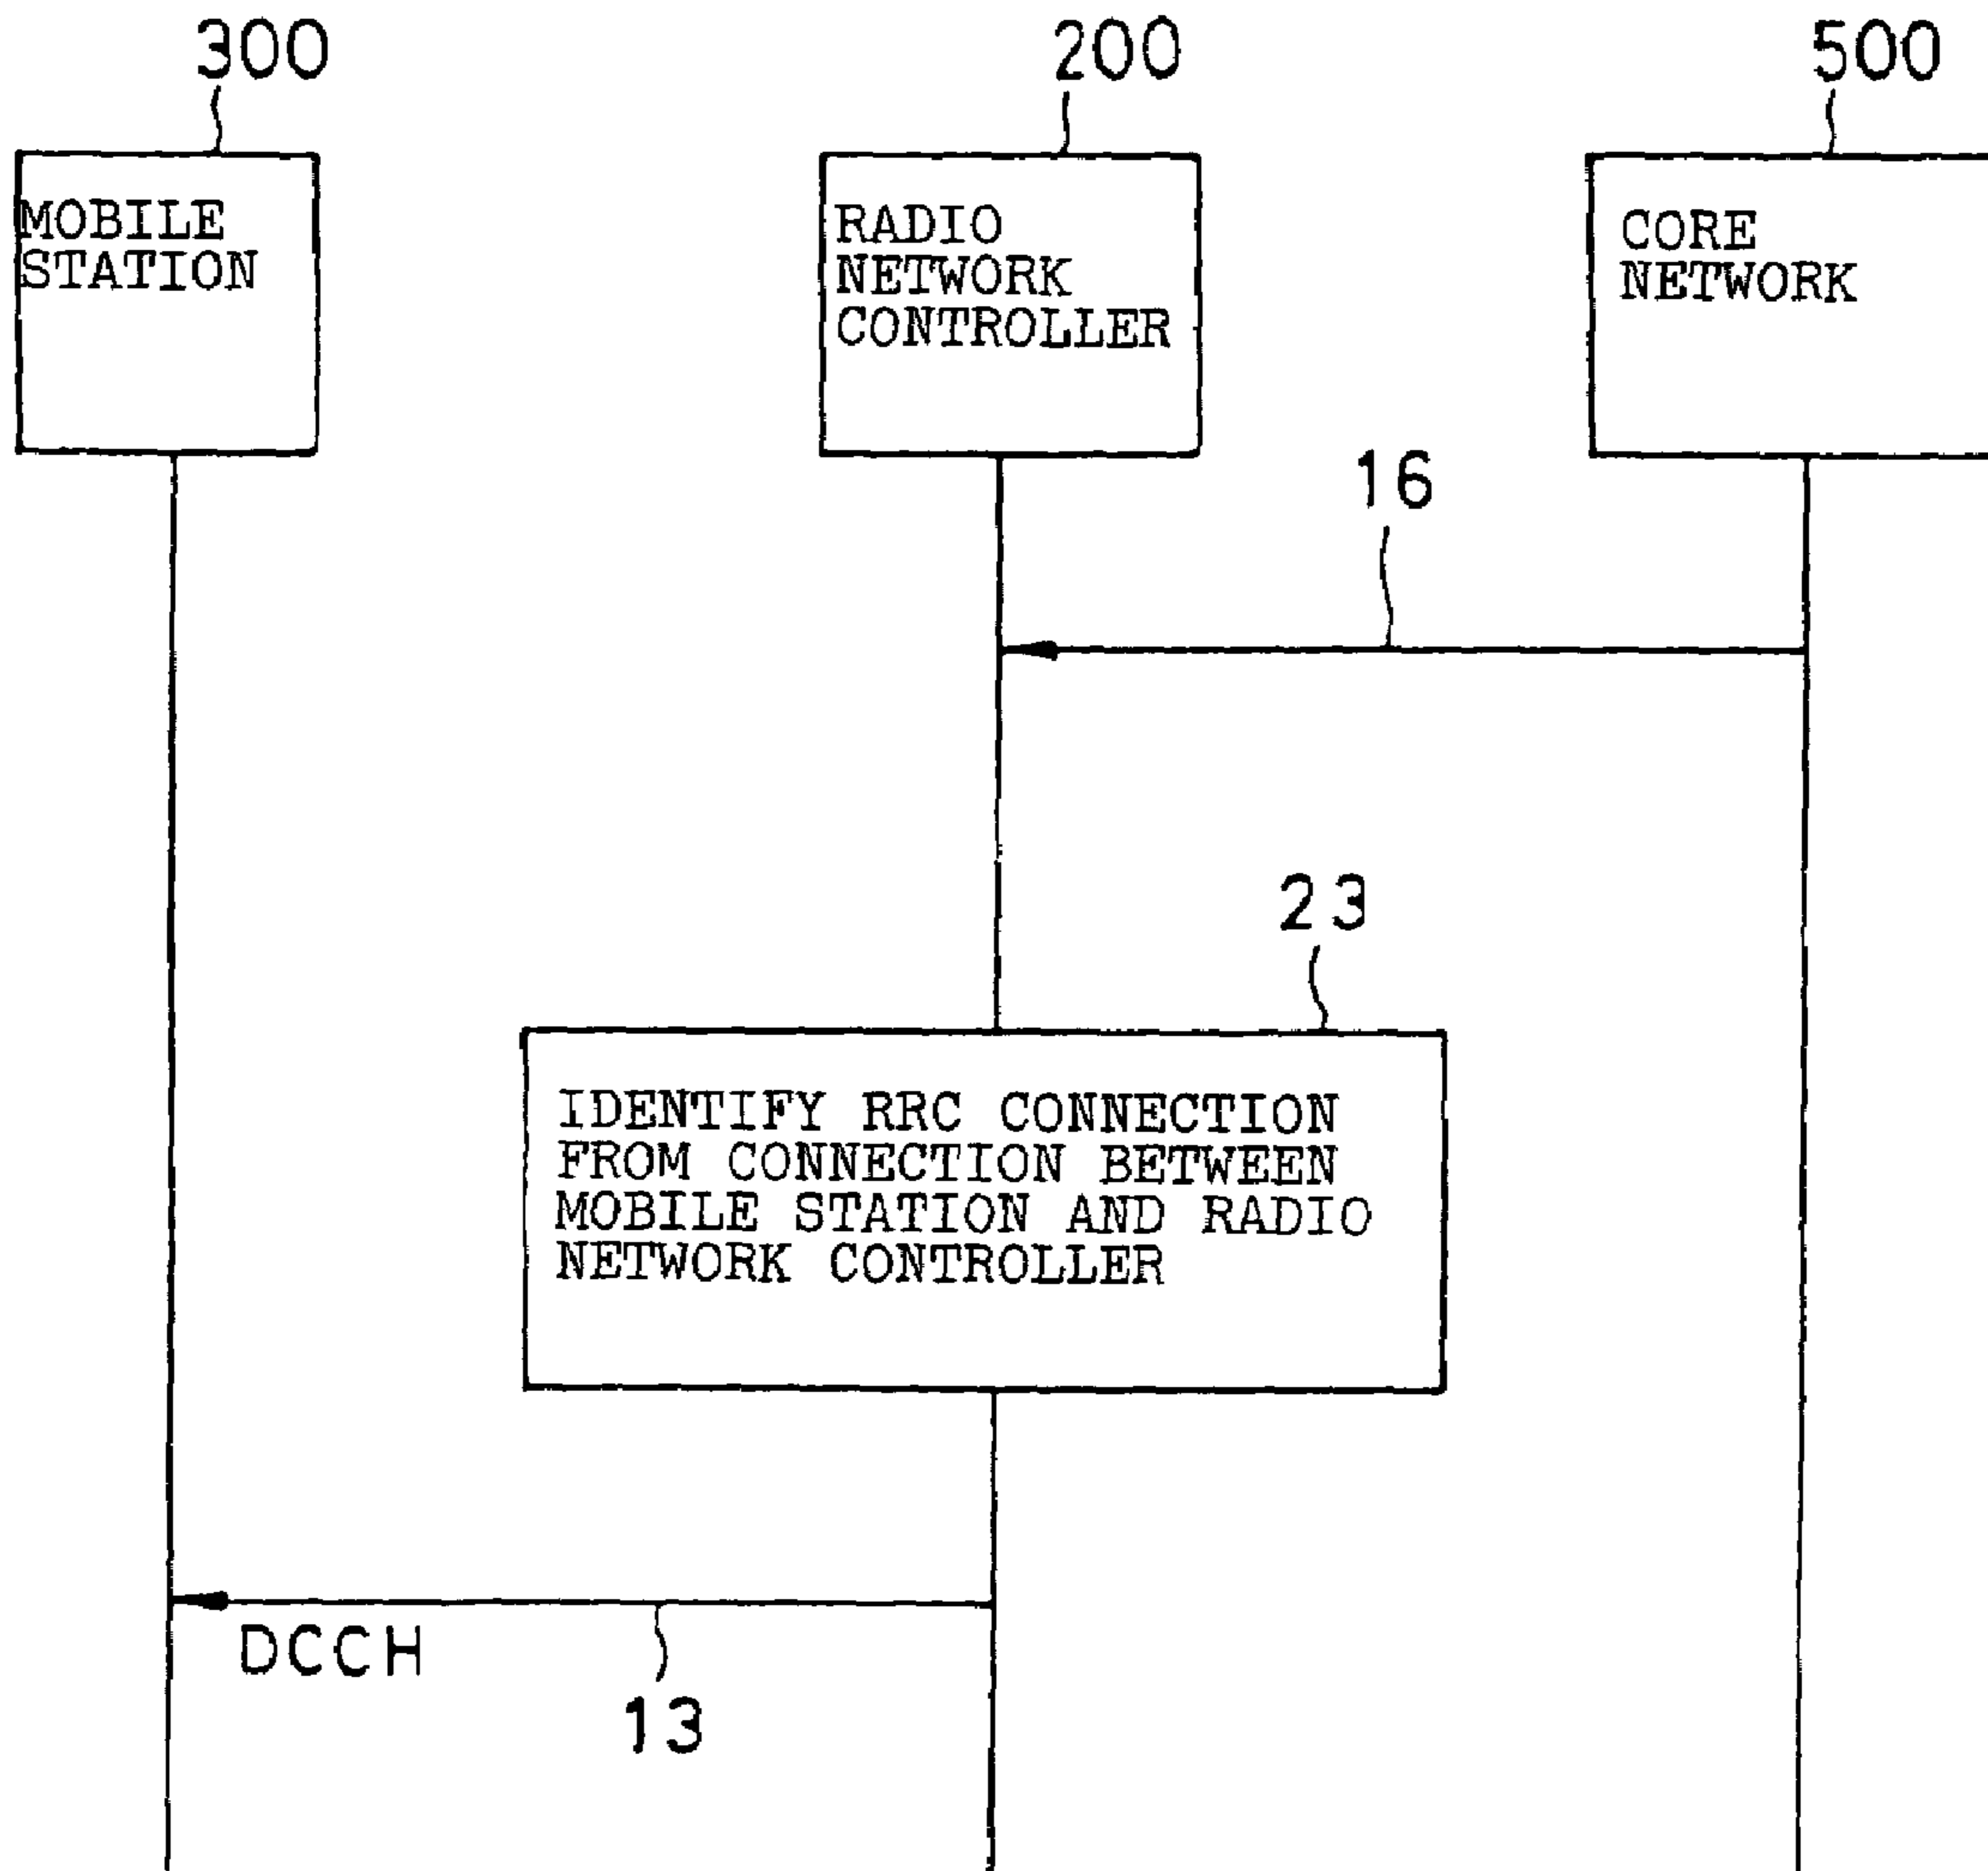 300
200
500
MOBILE
STATION
RADIO
NETWORK
CONTROLLER
CORE
NETWORK
16
23
IDENTIFY RRC CONNECTION
FROM CONNECTION BETWEEN
MOBILE STATION AND RADIO
NETWORK CONTROLLER
DCCH
13